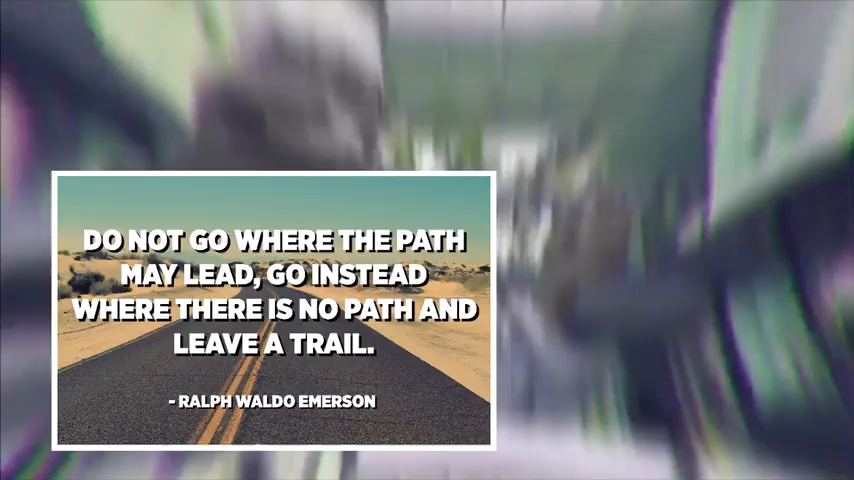 DO NOT GO WHERE THE PATH
MAY LEAD, GO INSTEAD
WHERE THERE IS NO PATH AND
LEAVE A TRAIL.
- RALPH WALDO EMERSON